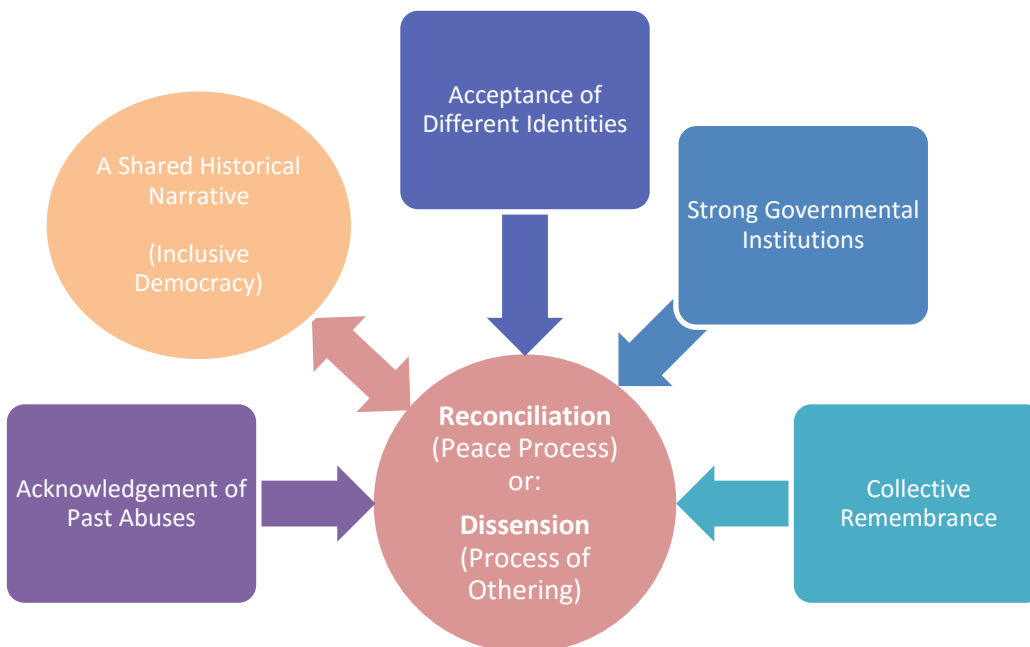 Acceptance of
Different Identities
A Shared Historical
Narrative
(Inclusive
Democracy)
Strong Governmental
Institutions
Acknowledgement of
Past Abuses
Reconciliation
(Peace Process)
or:
Dissension
(Process of
Othering)
Collective
Remembrance